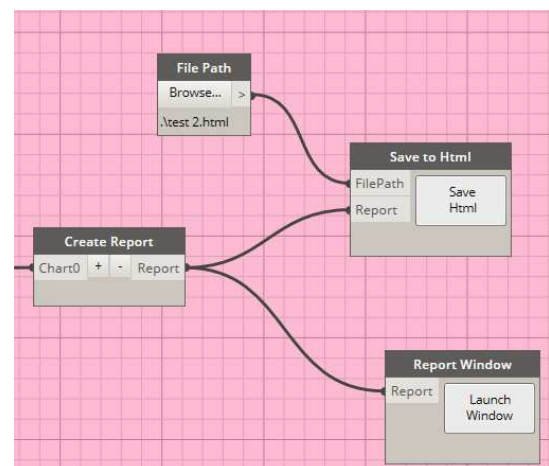 File Path
Browse... >
.\test 2.html
Save to Html
FilePath
Save
Html
Report
Create Report
Chart0 + - Report
Report Window
Report
Launch
Window